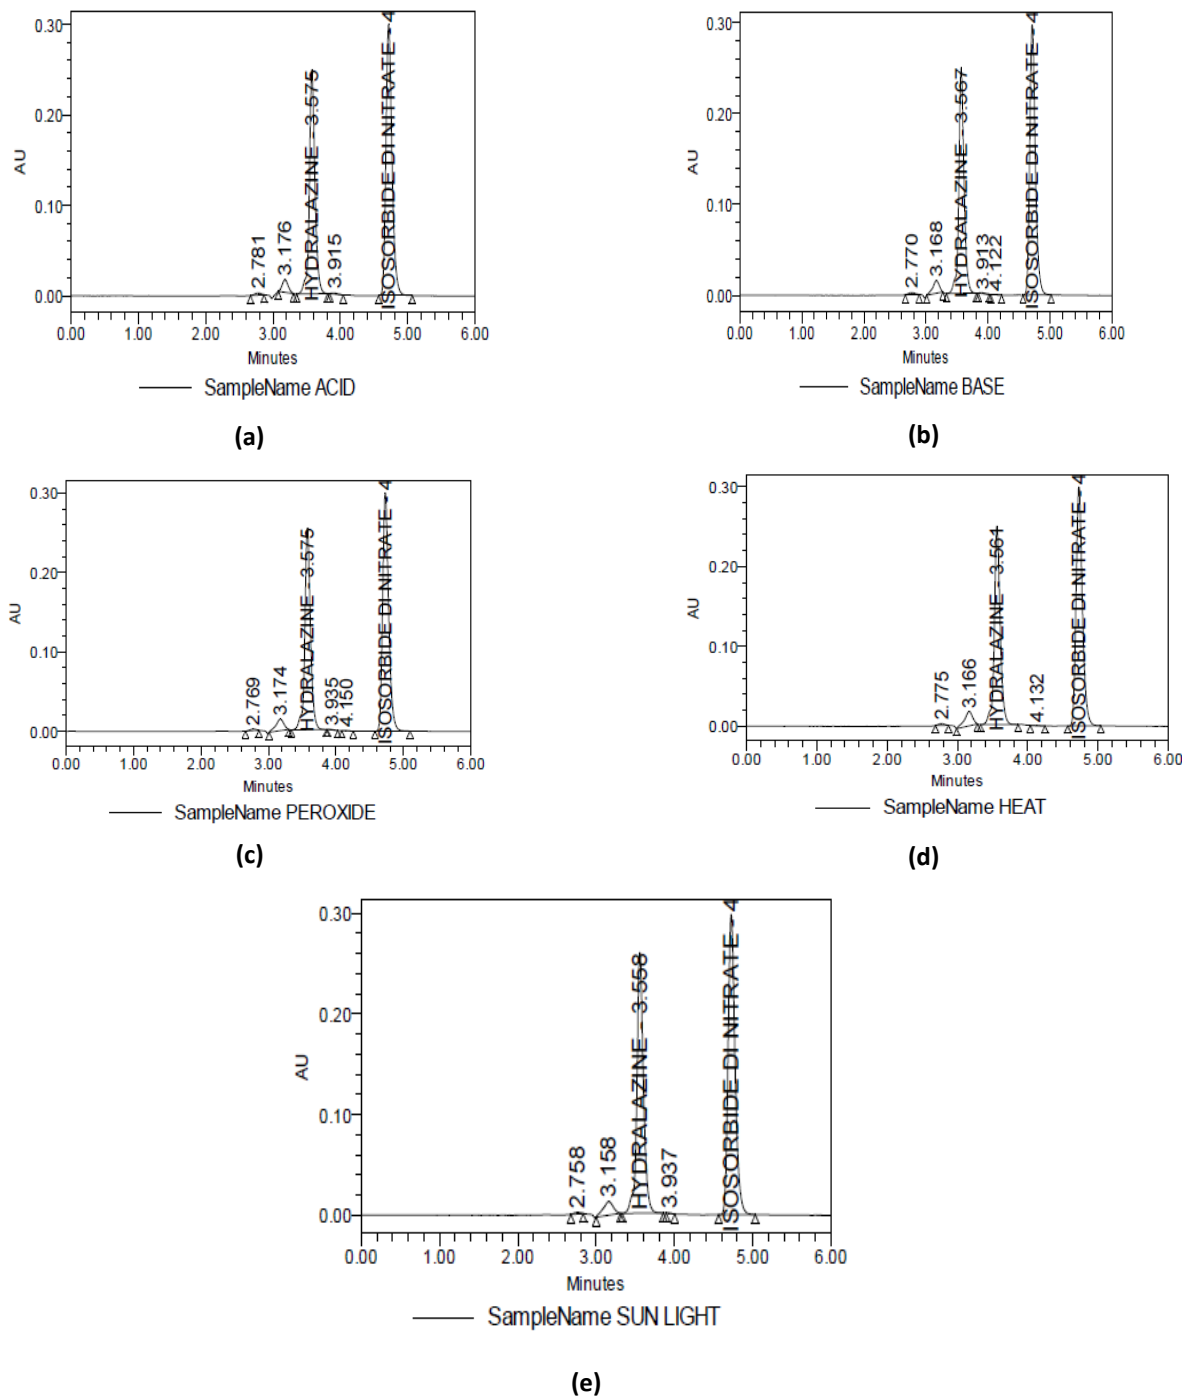 0.30
0.20
0.10
0.00
AU
2.781
3.176
HYDRALAZINE - 3.575
3.915
ISOSORBIDE DI NITRATE - 4
0.00 1.00 2.00 3.00 4.00 5.00 6.00
Minutes
SampleName ACID
(a)
0.30
0.20
0.10
0.00
AU
2.770
3.168
HYDRALAZINE - 3.567
3.913
4.122
ISOSORBIDE DI NITRATE - 4
0.00 1.00 2.00 3.00 4.00 5.00 6.00
Minutes
SampleName BASE
(b)
0.30
0.20
0.10
0.00
AU
2.769
3.174
HYDRALAZINE - 3.575
3.935
4.150
ISOSORBIDE DI NITRATE - 4
0.00 1.00 2.00 3.00 4.00 5.00 6.00
Minutes
SampleName PEROXIDE
(c)
0.30
0.20
0.10
0.00
AU
2.775
3.166
HYDRALAZINE - 3.561
4.132
ISOSORBIDE DI NITRATE - 4
0.00 1.00 2.00 3.00 4.00 5.00 6.00
Minutes
SampleName HEAT
(d)
0.30
0.20
0.10
0.00
AU
2.758
3.158
HYDRALAZINE - 3.558
3.937
ISOSORBIDE DI NITRATE - 4
0.00 1.00 2.00 3.00 4.00 5.00 6.00
Minutes
SampleName SUN LIGHT
(e)